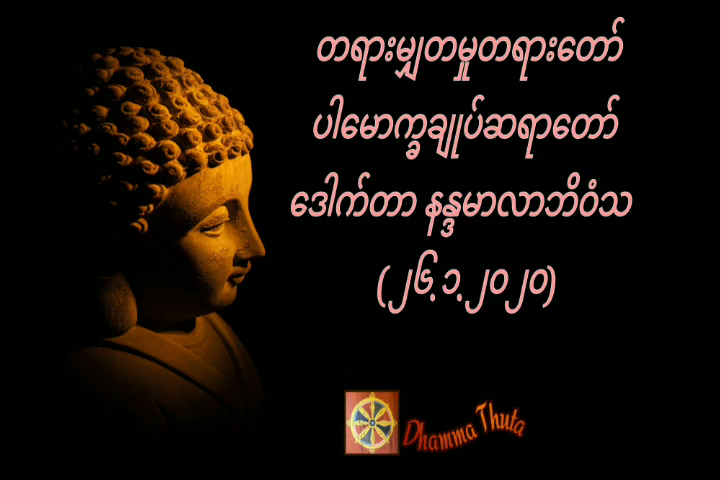 တရားမျှတမှုတရားတော်
ပါမောက္ခချုပ်ဆရာတော်
ဒေါက်တာ နန္ဒမာလာဘိဝံသ
(၂၆.၁.၂၀၂၀)
Dhamma Thuta